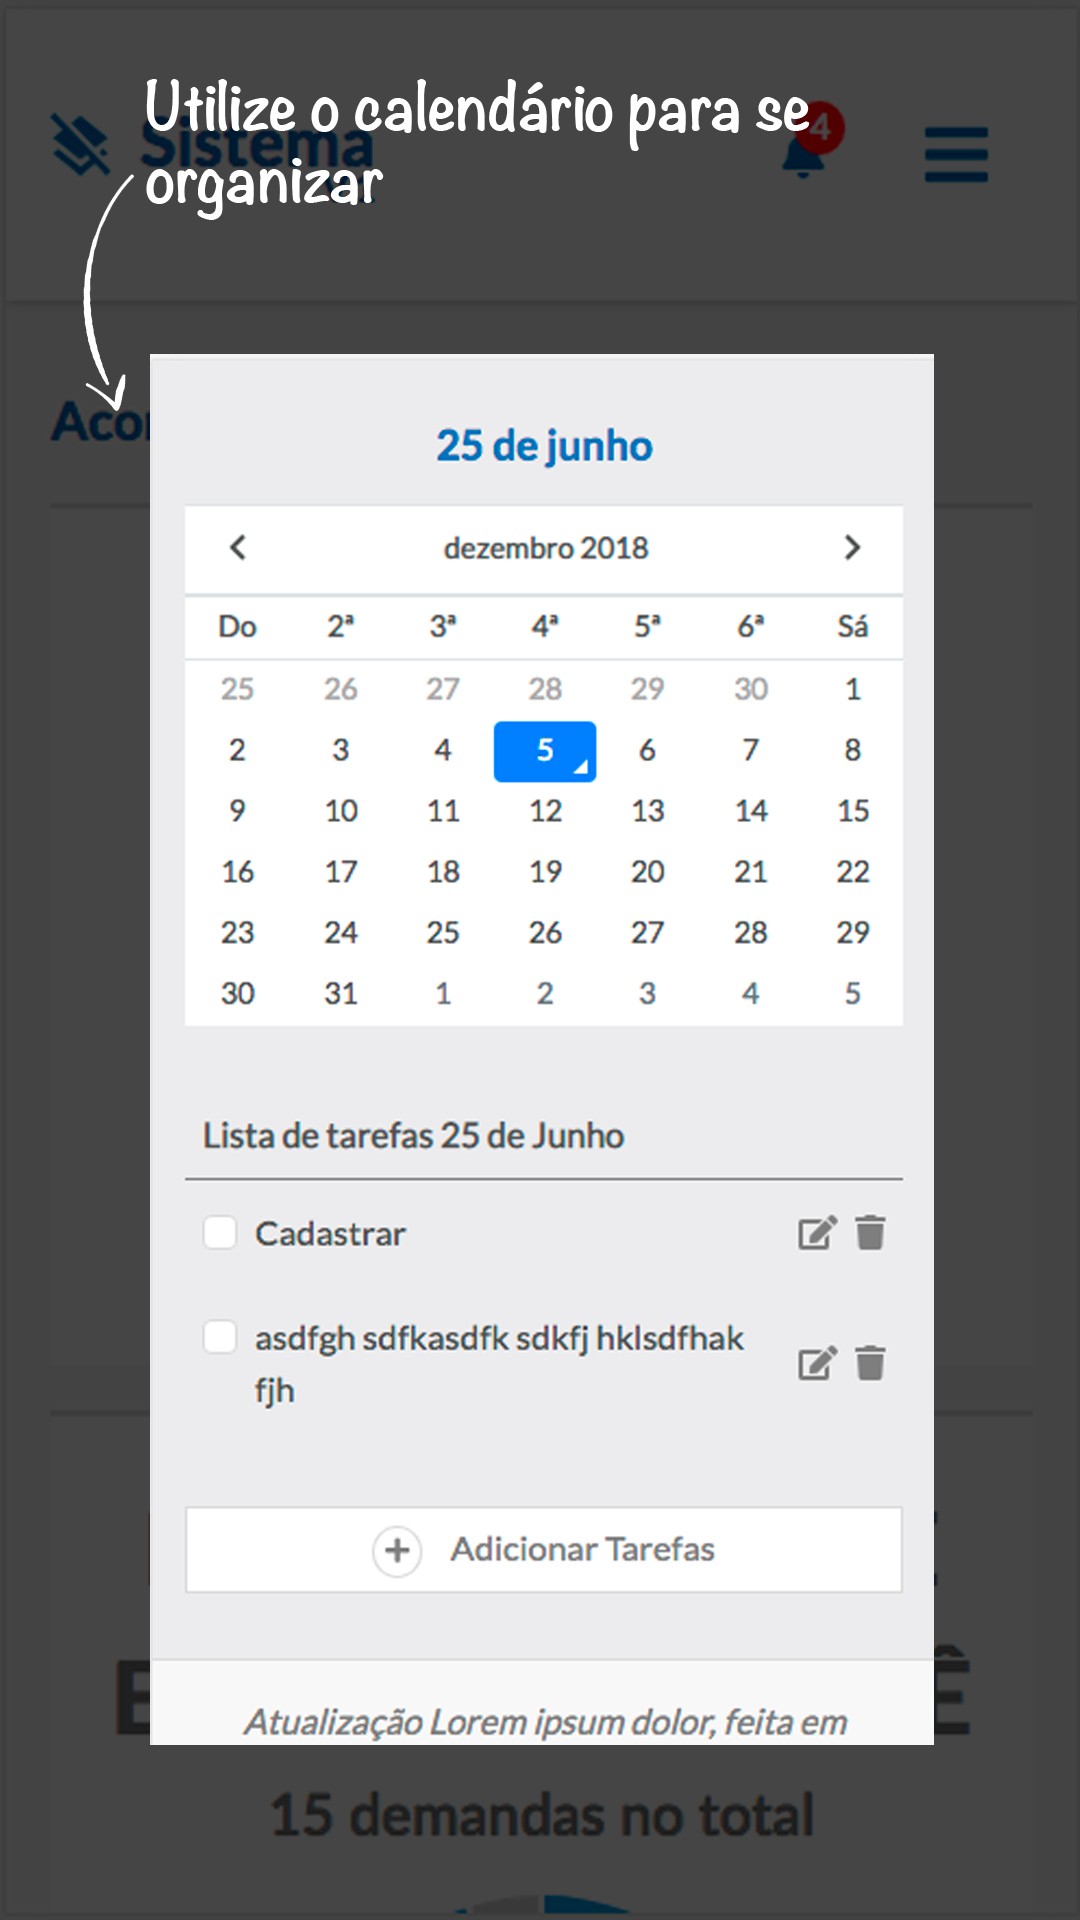 Utilize o calendário para se
organizar
Sistema
4
25 de junho
dezembro 2018
Do 2ª 3ª 4ª 5ª 6ª Sá
25 26 27 28 29 30 1
2 3 4 5 6 7 8
9 10 11 12 13 14 15
16 17 18 19 20 21 22
23 24 25 26 27 28 29
30 31 1 2 3 4 5
Lista de tarefas 25 de Junho
Cadastrar
asdfgh sdfkasdfk sdkfj hklsdfhak
fjh
Adicionar Tarefas
Atualização Lorem ipsum dolor, feita em
15 demandas no total